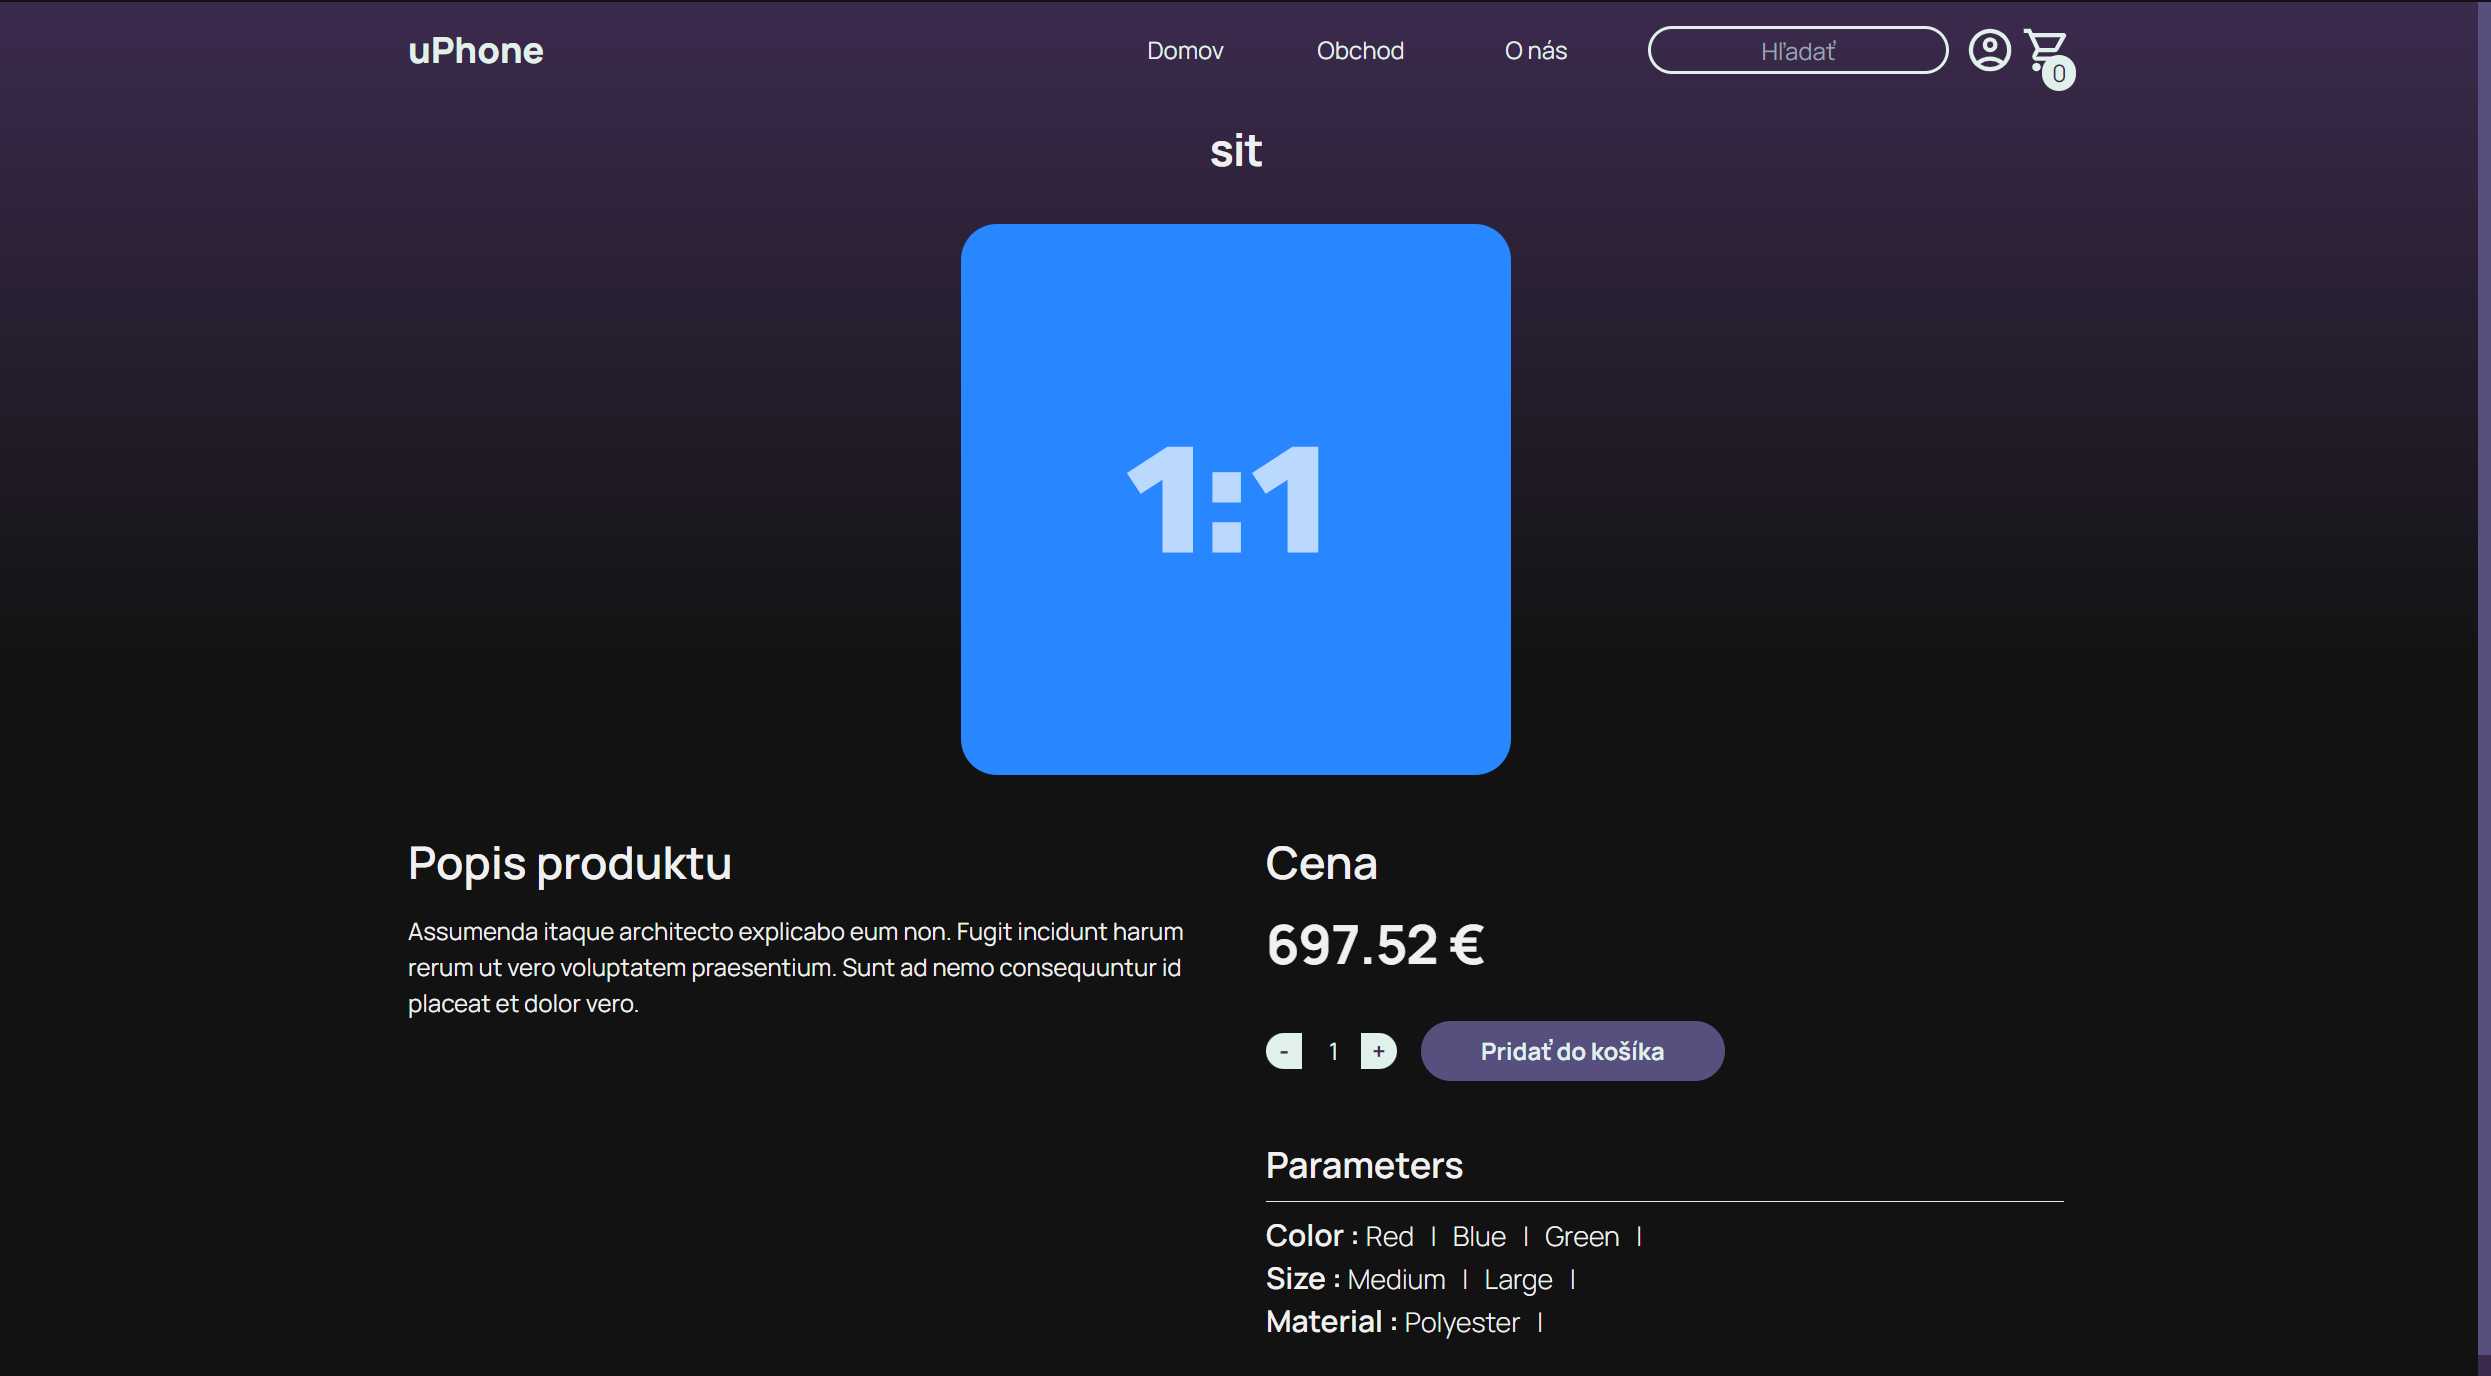 uPhone Domov Obchod O nás Hľadať 0
sit
1:1
Popis produktu
Assumenda itaque architecto explicabo eum non. Fugit incidunt harum
rerum ut vero voluptatem praesentium. Sunt ad nemo consequuntur id
placeat et dolor vero.
Cena
697.52 €
- 1 + Pridať do košíka
Parameters
Color : Red | Blue | Green |
Size : Medium | Large |
Material : Polyester |